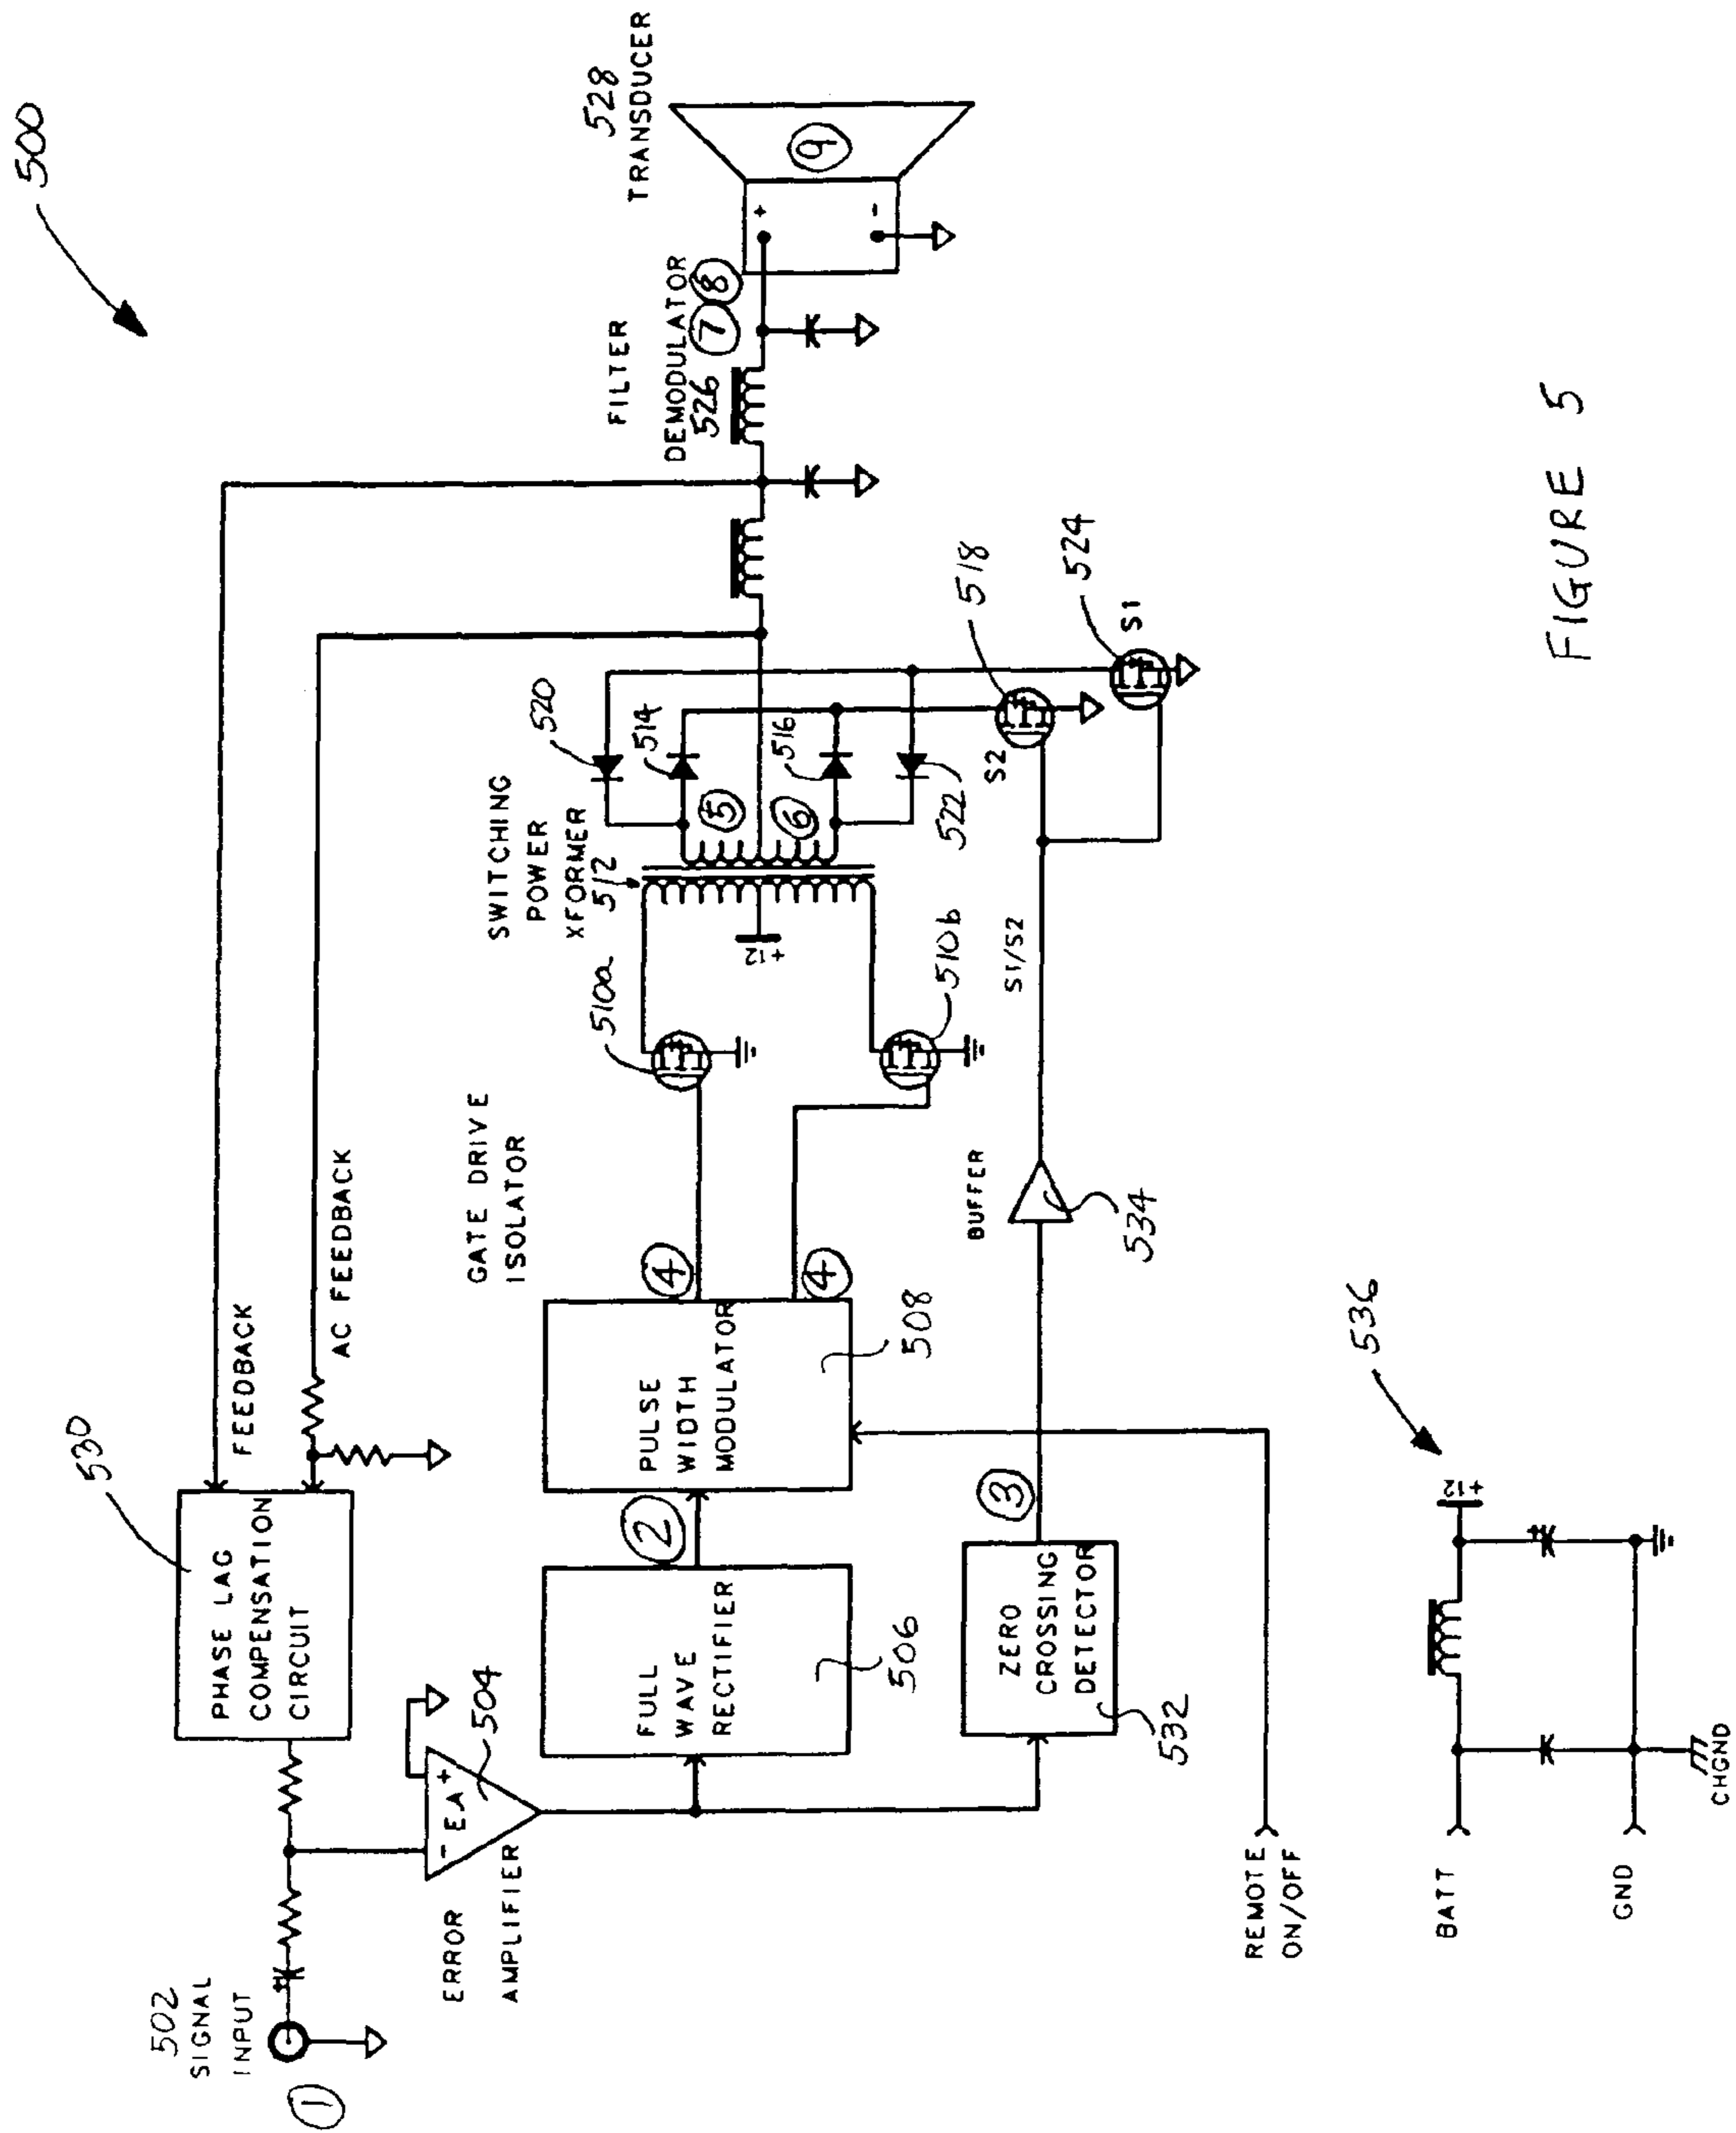 500
530
PHASE LAG
COMPENSATION
CIRCUIT
FEEDBACK
AC FEEDBACK
502
SIGNAL
INPUT
1
- E.A +
504
ERROR
AMPLIFIER
FULL
WAVE
RECTIFIER
506
2
PULSE
WIDTH
MODULATOR
508
4
4
GATE DRIVE
ISOLATOR
510a
510b
+12
SWITCHING
POWER
XFORMER
512
5
6
520
514
516
522
FILTER
DEMODULATOR
526
7
8
528
TRANSDUCER
+
-
9
ZERO
CROSSING
DETECTOR
532
3
BUFFER
534
S1/S2
S2
518
S1
524
REMOTE
ON/OFF
536
BATT
+12
GND
CHGND
FIGURE 5